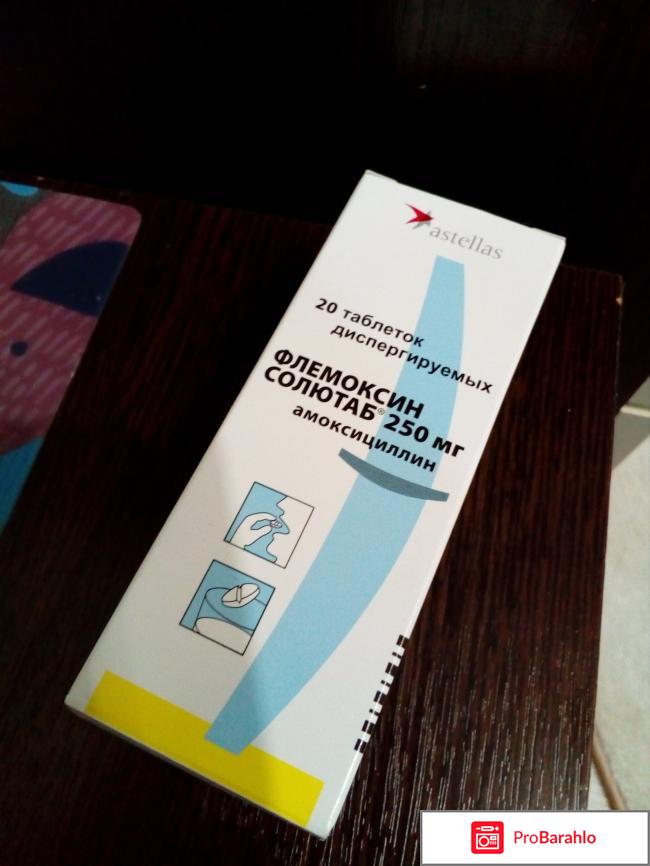 astellas
20 таблеток
диспергируемых
ФЛЕМОКСИН
СОЛЮТАБ® 250 мг
амоксициллин
ProBarahlo